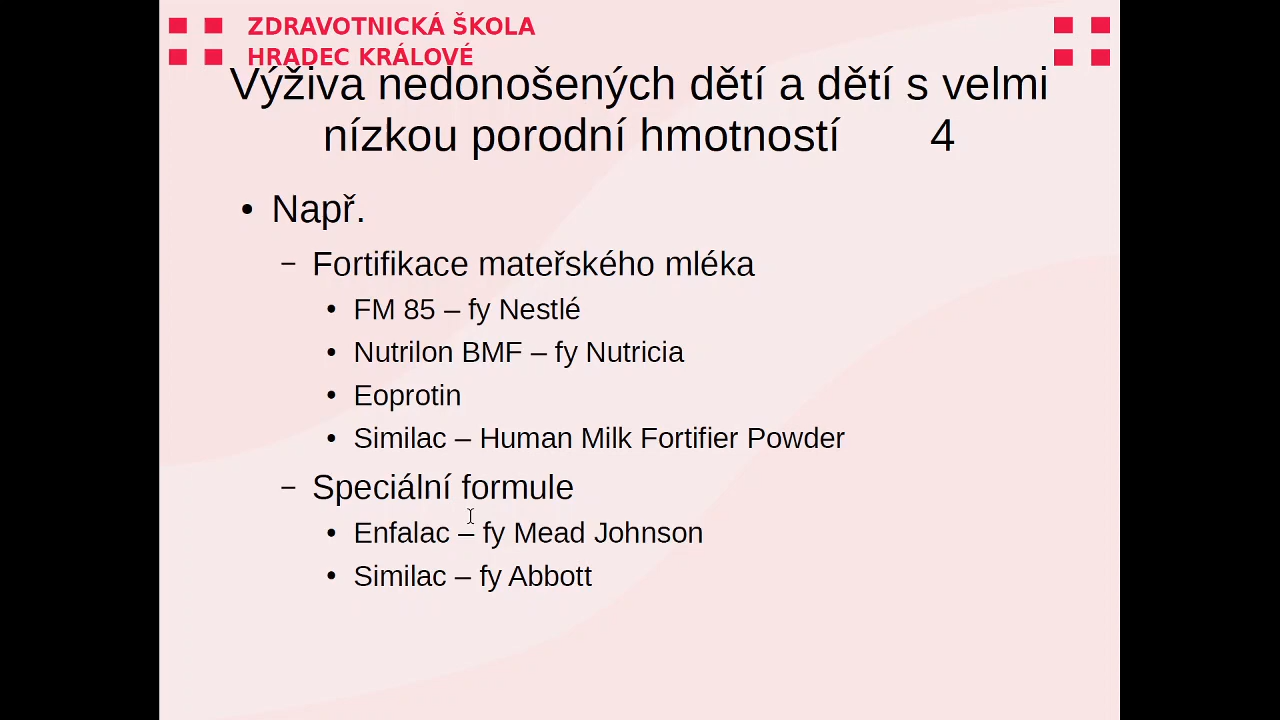 ZDRAVOTNICKÁ ŠKOLA
HRADEC KRÁLOVÉ
Výživa nedonošených dětí a dětí s velmi
nízkou porodní hmotností 4
• Např.
– Fortifikace mateřského mléka
• FM 85 – fy Nestlé
• Nutrilon BMF – fy Nutricia
• Eoprotin
• Similac – Human Milk Fortifier Powder
– Speciální formule
• Enfalac – fy Mead Johnson
• Similac – fy Abbott